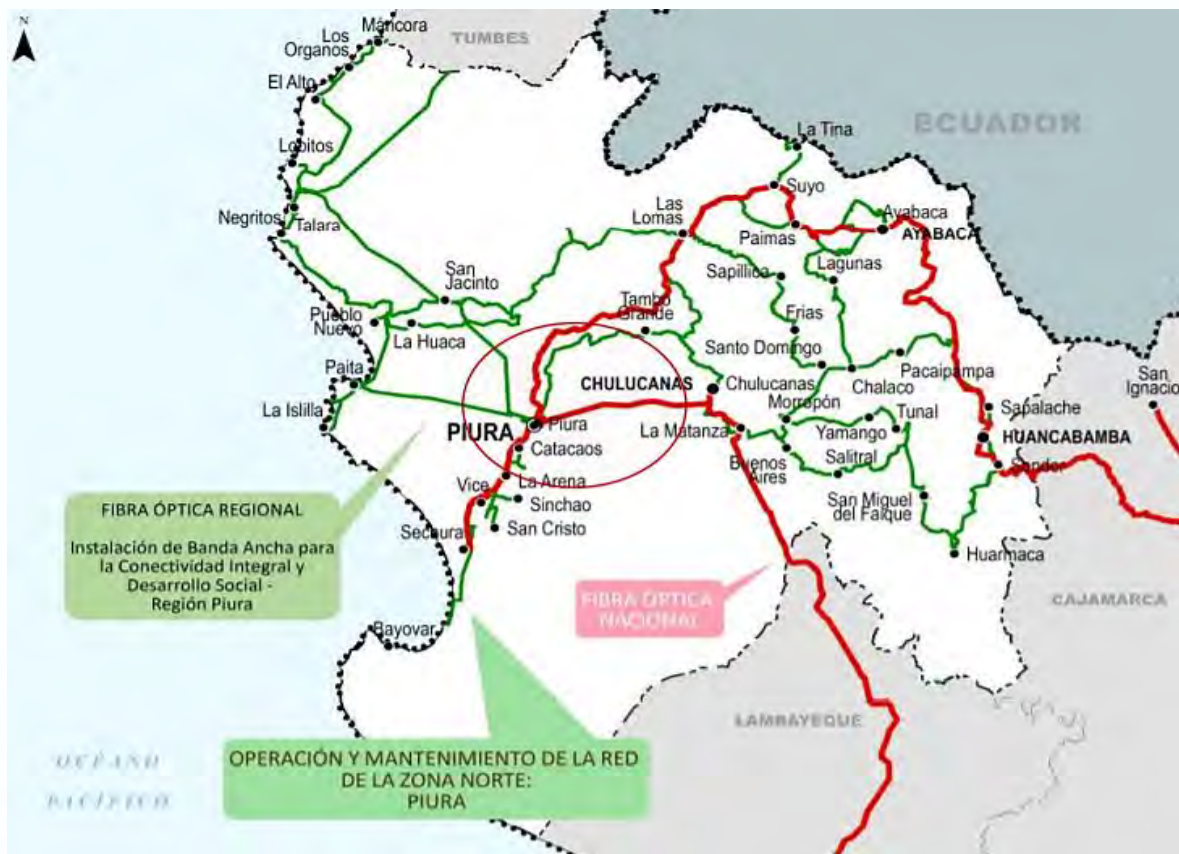 N
Máncora
Los
Organos
TUMBES
El Alto
Lobitos
Negritos
Talara
ECUADOR
La Tina
Suyo
Las
Lomas
Paimas
Ayabaca
AYABACA
Sapillica
Lagunas
San
Jacinto
Tambo
Grande
Frias
Pueblo
Nuevo
La Huaca
Santo Domingo
Pacaipampa
Chalaco
San
Ignacio
Paita
CHULUCANAS
Chulucanas
Sapalache
La Islilla
Morropón
Tunal
PIURA
Piura
La Matanza
Yamango
HUANCABAMBA
Catacaos
Buenos
Aires
Salitral
Sondor
Vice
La Arena
Sinchao
San Miguel
del Faique
San Cristo
Sechura
Huarmaca
FIBRA ÓPTICA REGIONAL
Instalación de Banda Ancha para
la Conectividad Integral y
Desarrollo Social -
Región Piura
FIBRA ÓPTICA
NACIONAL
CAJAMARCA
Bayovar
LAMBAYEQUE
OPERACIÓN Y MANTENIMIENTO DE LA RED
DE LA ZONA NORTE:
PIURA
OCÉANO
PACÍFICO